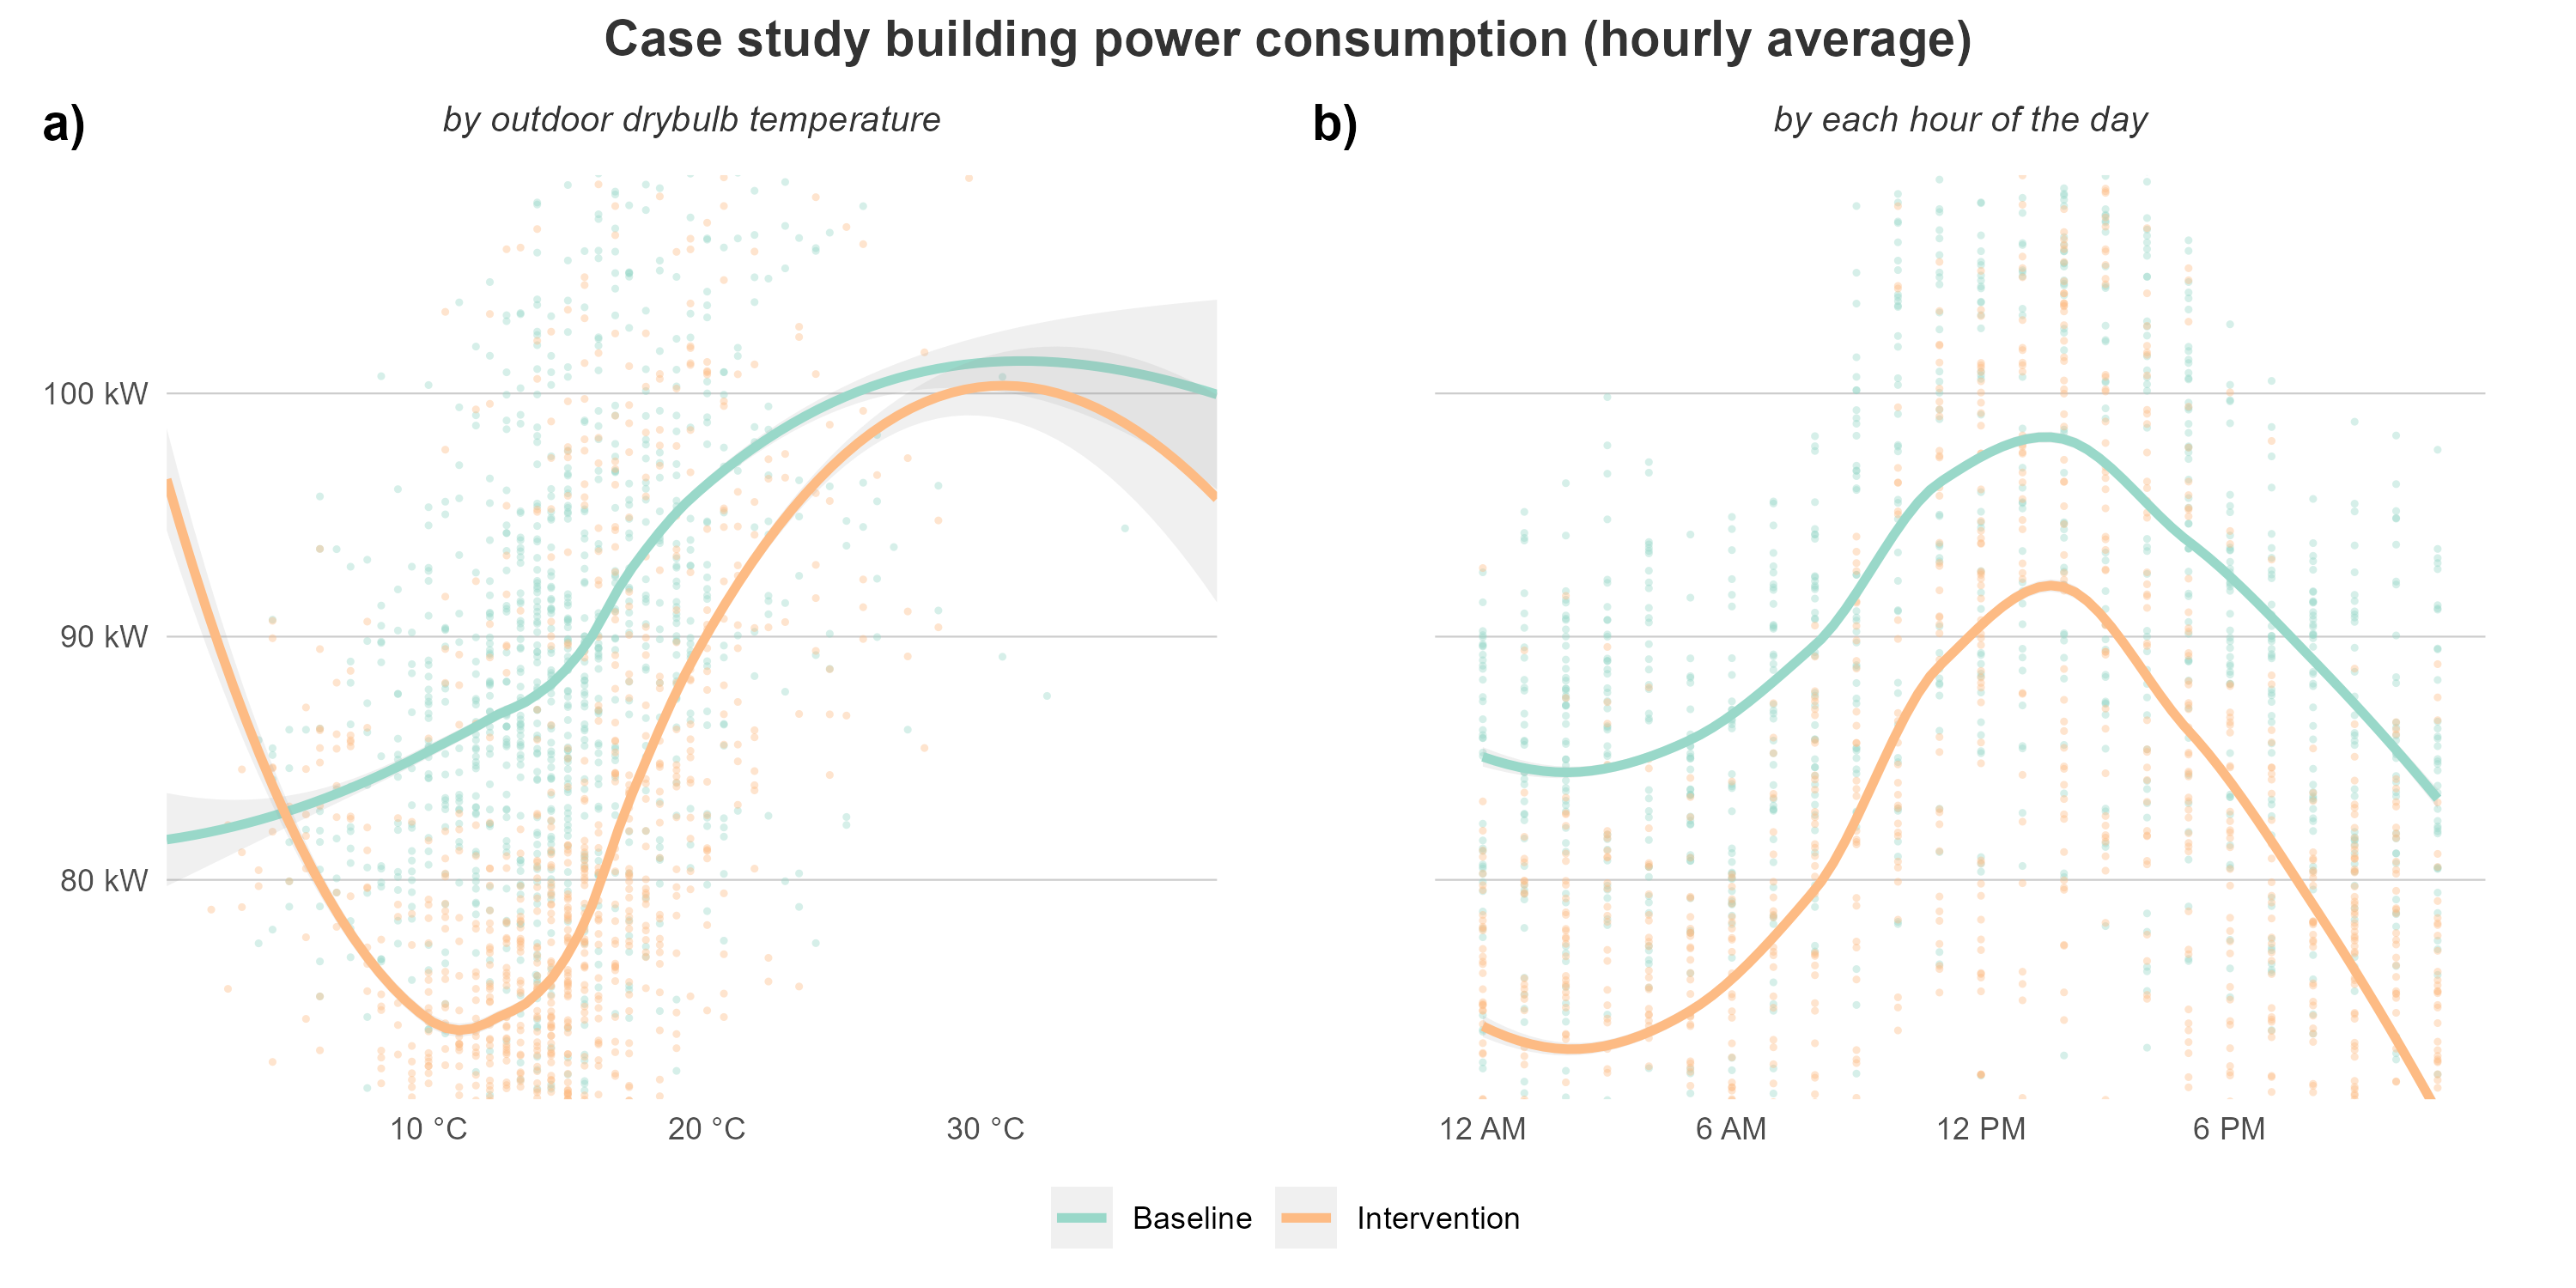 Case study building power consumption (hourly average)
a)
by outdoor drybulb temperature
100 kW
90 kW
80 kW
10 °C 20 °C 30 °C
b)
by each hour of the day
12 AM 6 AM 12 PM 6 PM
Baseline Intervention